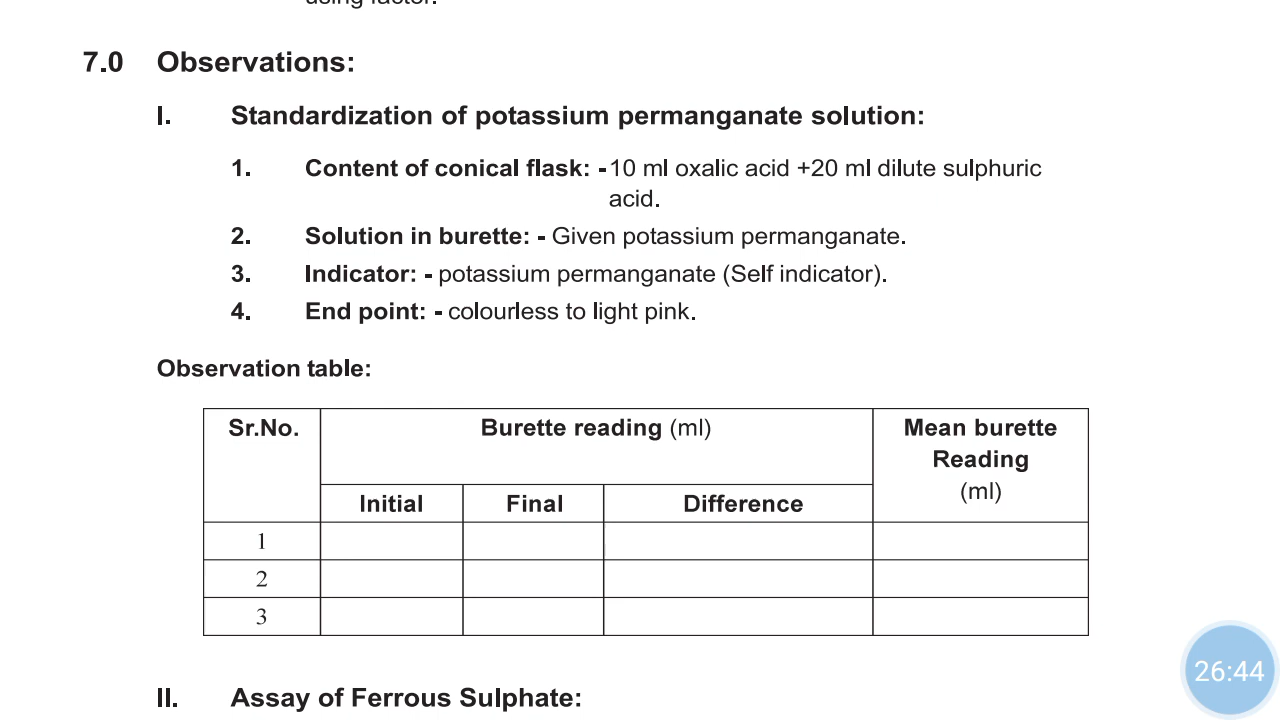 using factor.
7.0 Observations:
I. Standardization of potassium permanganate solution:
1. Content of conical flask: -10 ml oxalic acid +20 ml dilute sulphuric
acid.
2. Solution in burette: - Given potassium permanganate.
3. Indicator: - potassium permanganate (Self indicator).
4. End point: - colourless to light pink.
Observation table:
Sr.No. Burette reading (ml) Mean burette
Reading
(ml)
Initial Final Difference
1
2
3
26:44
II. Assay of Ferrous Sulphate: